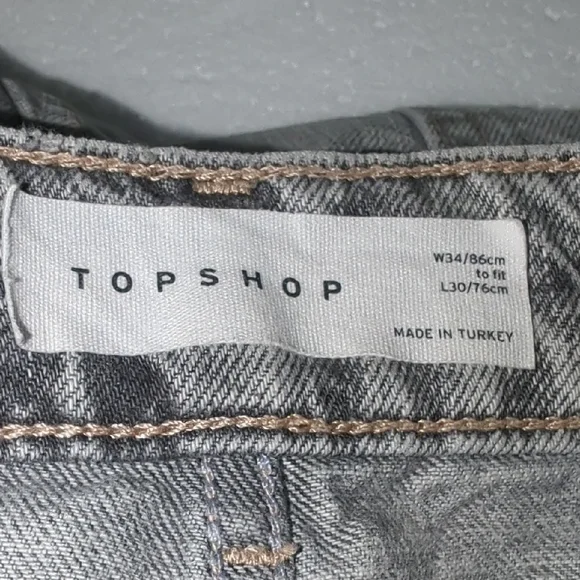 TOPSHOP
W34/86cm
to fit
L30/76cm
MADE IN TURKEY